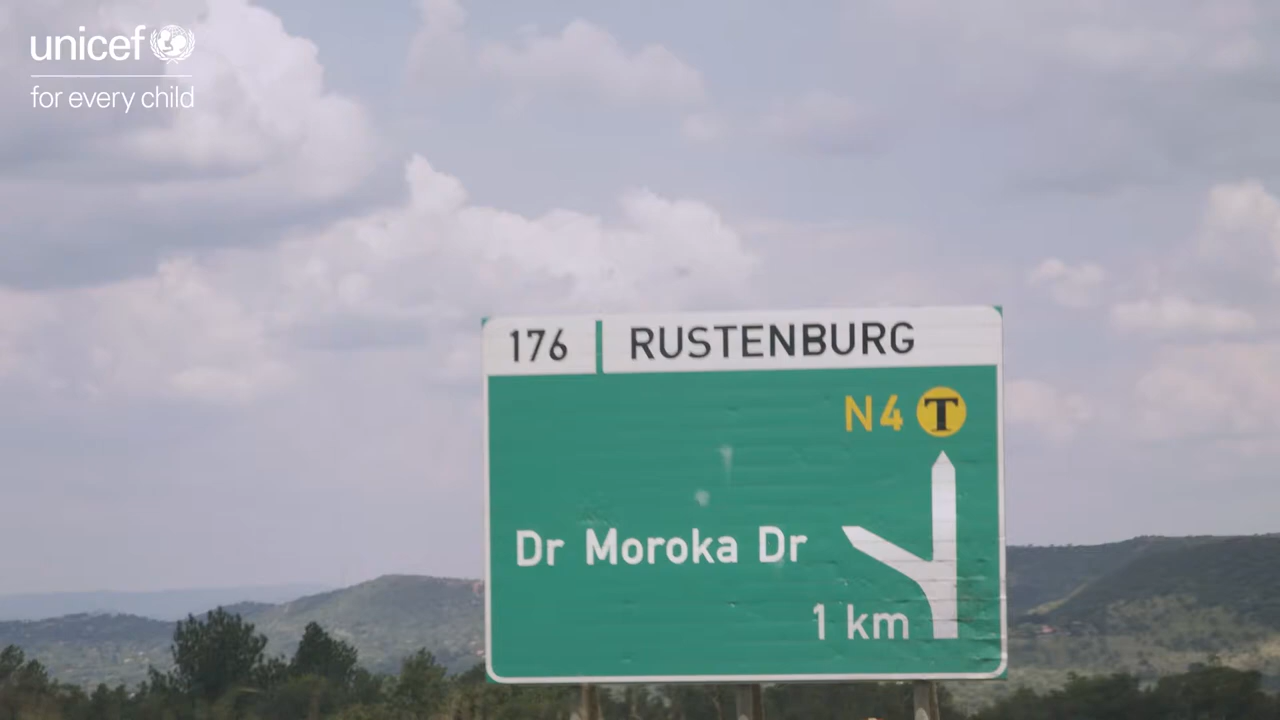 unicef
for every child
176 RUSTENBURG
N4 T
Dr Moroka Dr
1 km